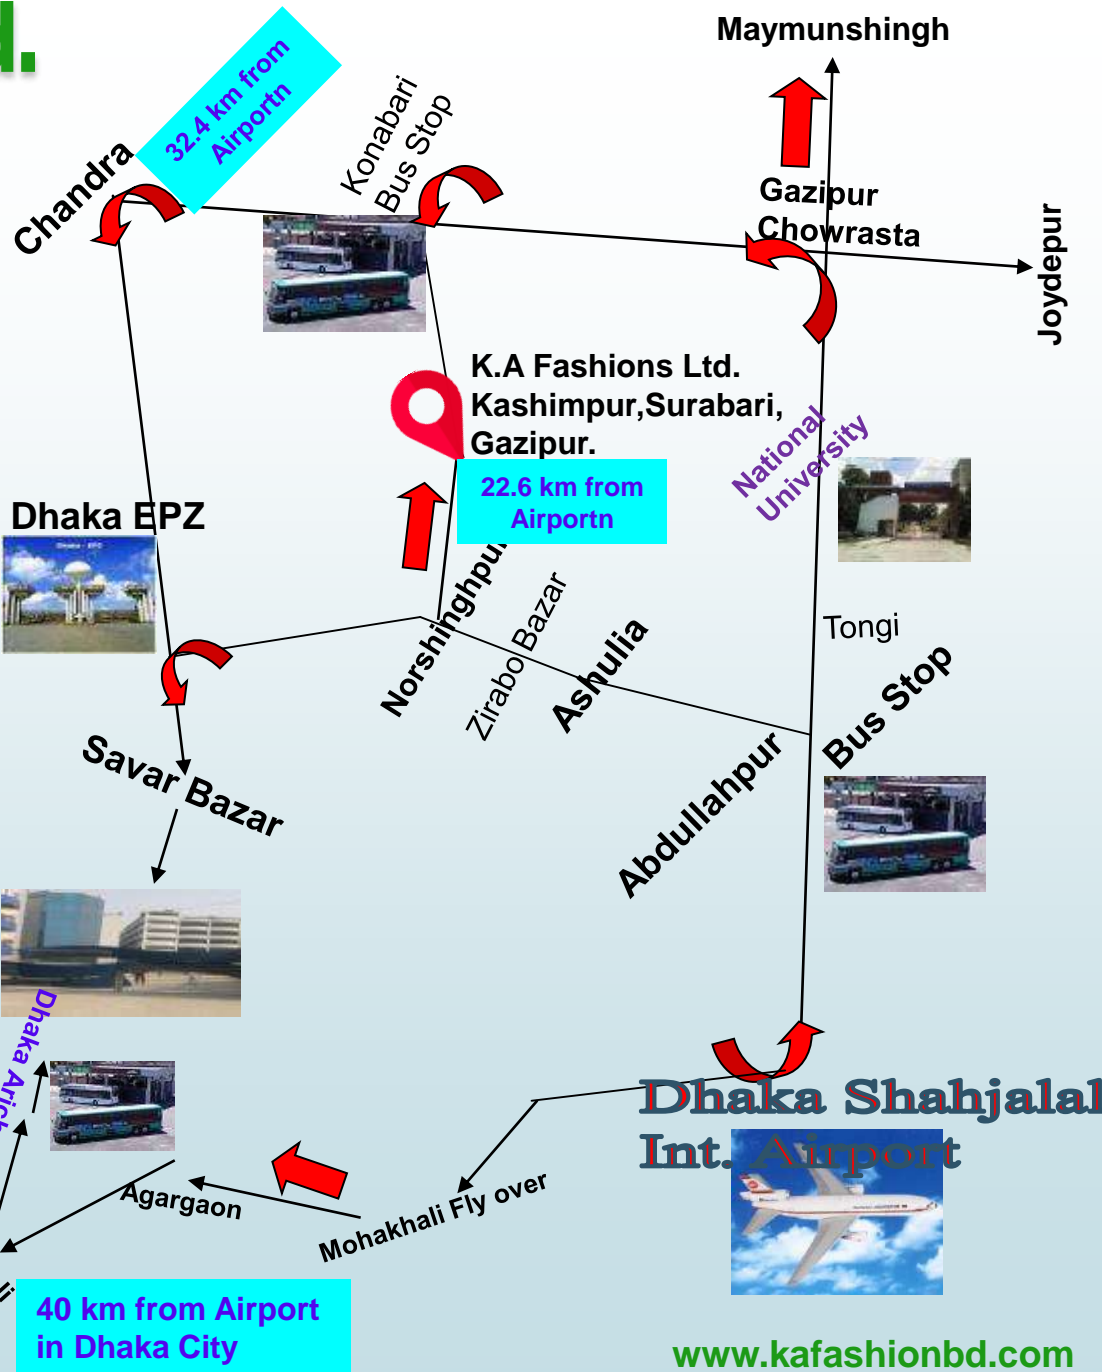 d.
Maymunshingh
32.4 km from
Airportn
Konabari
Bus Stop
Chandra
Gazipur
Chowrasta
Joydepur
K.A Fashions Ltd.
Kashimpur,Surabari,
Gazipur.
National
University
22.6 km from
Airportn
Dhaka EPZ
Norshinghpur
Zirabo Bazar
Ashulia
Tongi
Bus Stop
Savar Bazar
Abdullahpur
Dhaka
Dhaka Shahjalal
Int. Airport
Agargaon
Mohakhali Fly over
40 km from Airport
in Dhaka City
www.kafashionbd.com